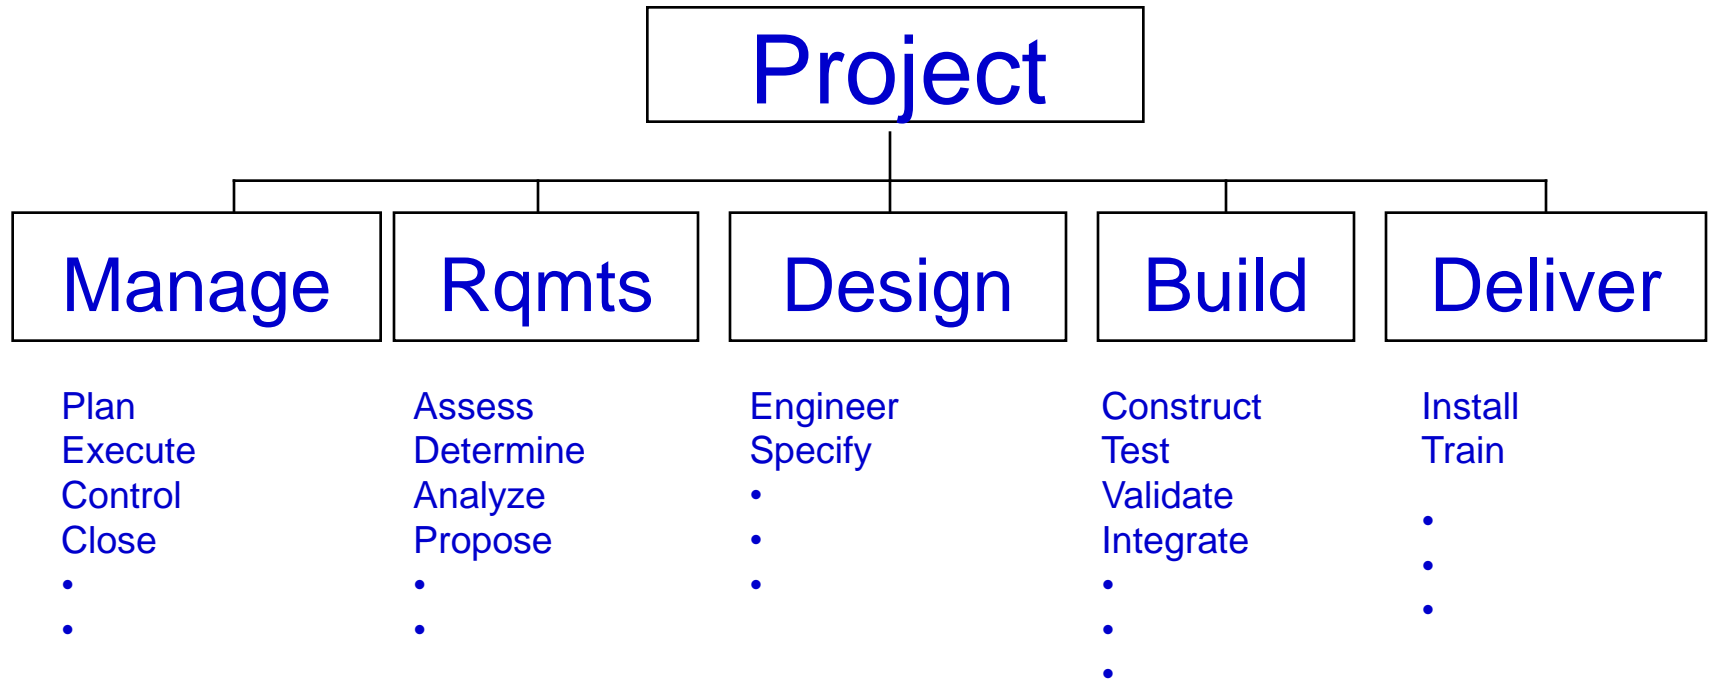 Project
Manage
Rqmts
Design
Build
Deliver
Plan
Execute
Control
Close
•
•
Assess
Determine
Analyze
Propose
•
•
Engineer
Specify
•
•
•
Construct
Test
Validate
Integrate
•
•
•
Install
Train
•
•
•